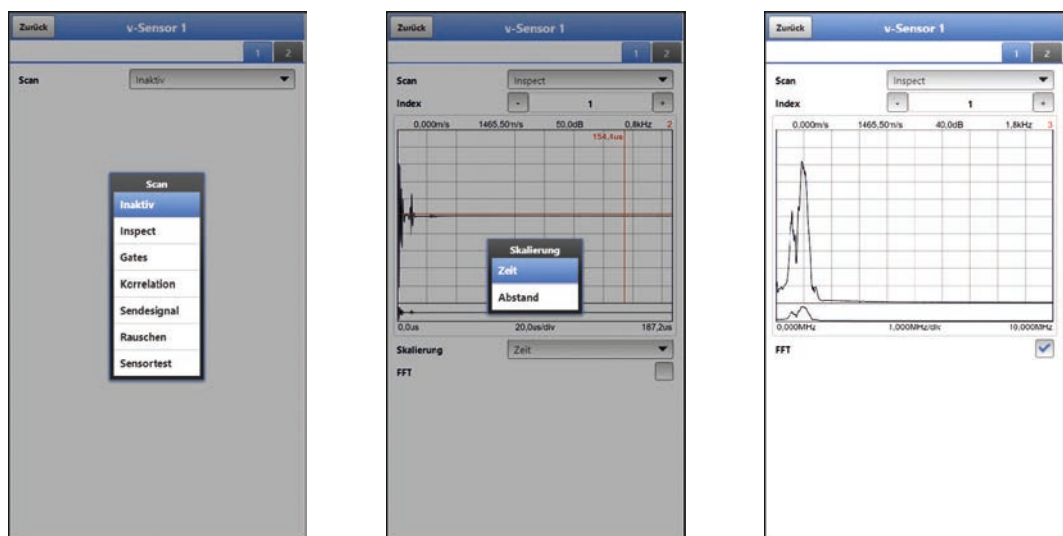 Zurück v-Sensor 1
1 2
Scan Inaktiv
Scan
Inaktiv
Inspect
Gates
Korrelation
Sendesignal
Rauschen
Sensortest
Zurück v-Sensor 1
1 2
Scan Inspect
Index - 1 +
0,000m/s 1465,50m/s 50,0dB 0,8kHz 2
154,4us
Skalierung
Zeit
Abstand
0,0us 20,0us/div 187,2us
Skalierung Zeit
FFT
Zurück v-Sensor 1
1 2
Scan Inspect
Index - 1 +
0,000m/s 1465,50m/s 40,0dB 1,8kHz 3
0,000MHz 1,000MHz/div 10,000MHz
FFT